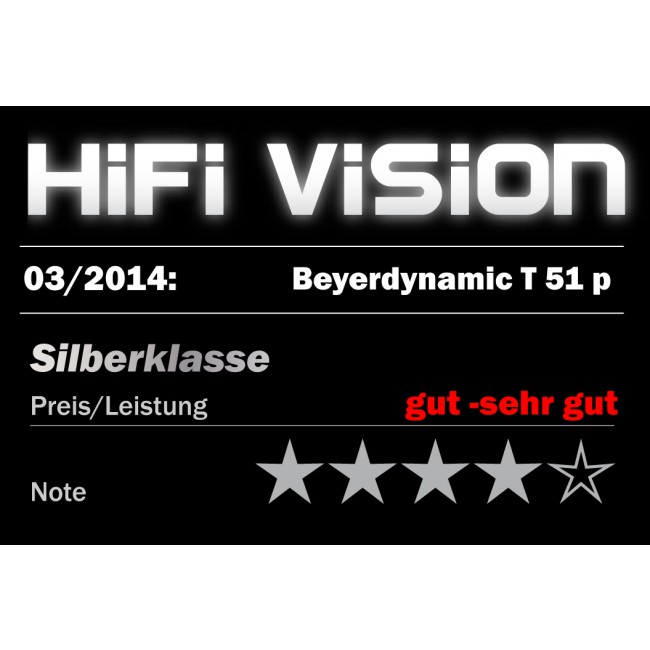 HiFi ViSiON
03/2014: Beyerdynamic T 51 p
Silberklasse
Preis/Leistung gut -sehr gut
Note